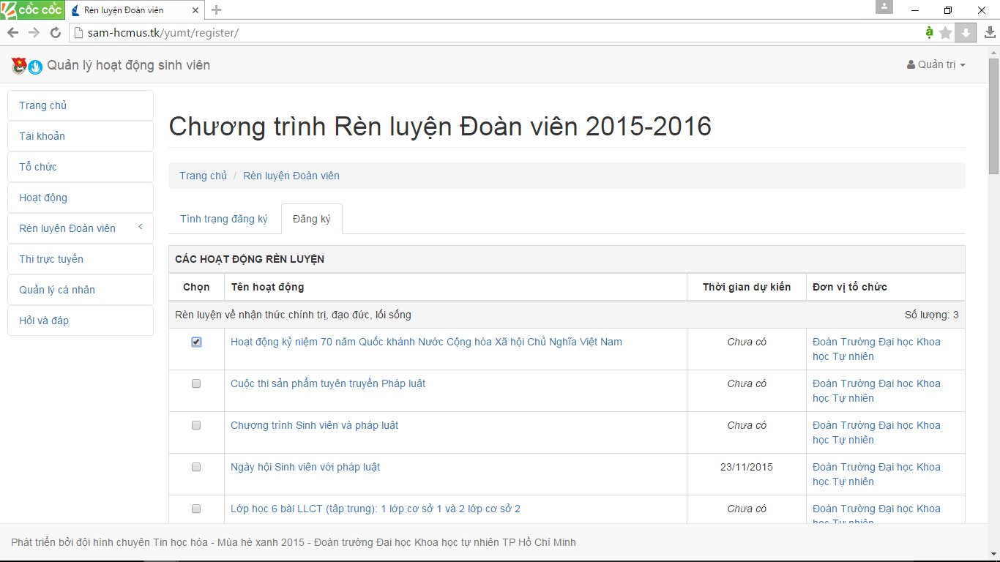 CỐC CỐC
Rèn luyện Đoàn viên
sam-hcmus.tk/yumt/register/
Quản lý hoạt động sinh viên
Quản trị
Trang chủ
Tài khoản
Tổ chức
Hoạt động
Rèn luyện Đoàn viên
Thi trực tuyến
Quản lý cá nhân
Hỏi và đáp
Chương trình Rèn luyện Đoàn viên 2015-2016
Trang chủ / Rèn luyện Đoàn viên
Tình trạng đăng ký Đăng ký
CÁC HOẠT ĐỘNG RÈN LUYỆN
Chọn Tên hoạt động Thời gian dự kiến Đơn vị tổ chức
Rèn luyện về nhận thức chính trị, đạo đức, lối sống Số lượng: 3
Hoạt động kỷ niệm 70 năm Quốc khánh Nước Cộng hòa Xã hội Chủ Nghĩa Việt Nam Chưa có Đoàn Trường Đại học Khoa
học Tự nhiên
Cuộc thi sản phẩm tuyên truyền Pháp luật Chưa có Đoàn Trường Đại học Khoa
học Tự nhiên
Chương trình Sinh viên và pháp luật Chưa có Đoàn Trường Đại học Khoa
học Tự nhiên
Ngày hội Sinh viên với pháp luật 23/11/2015 Đoàn Trường Đại học Khoa
học Tự nhiên
Lớp học 6 bài LLCT (tập trung): 1 lớp cơ sở 1 và 2 lớp cơ sở 2 Chưa có Đoàn Trường Đại học Khoa
học Tự nhiên
Phát triển bởi đội hình chuyên Tin học hóa - Mùa hè xanh 2015 - Đoàn trường Đại học Khoa học tự nhiên TP Hồ Chí Minh